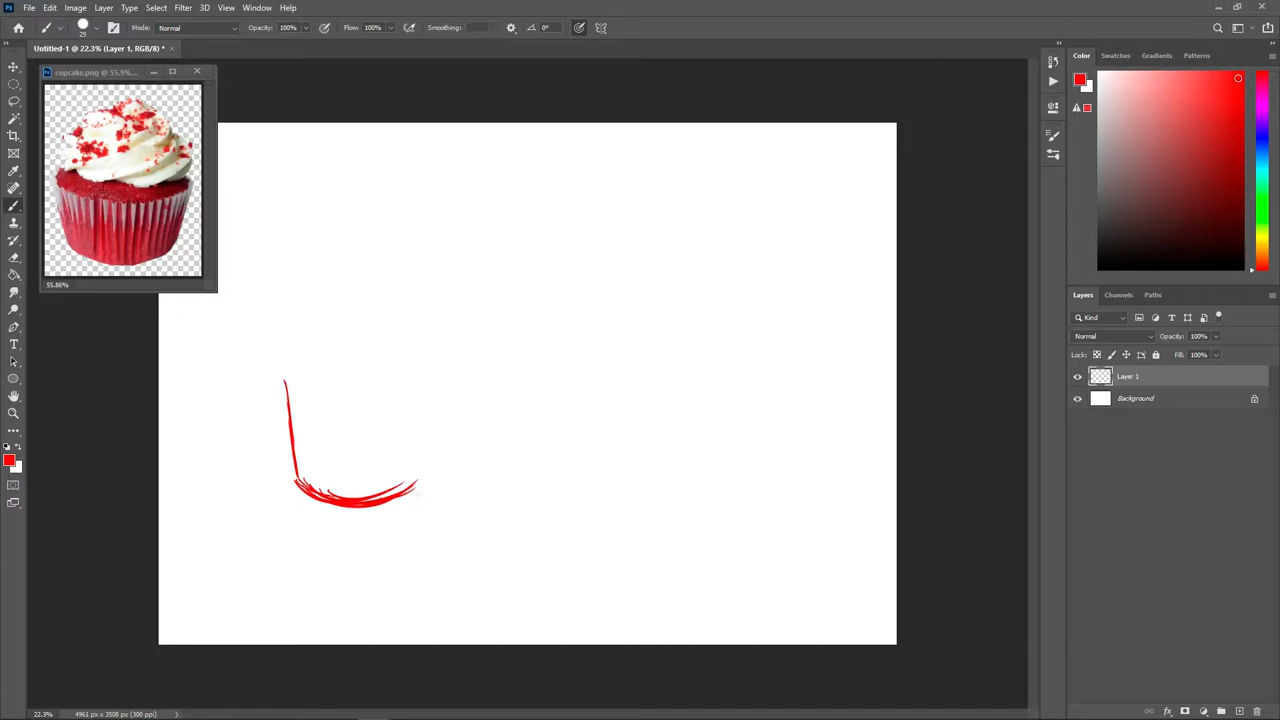 Ps File Edit Image Layer Type Select Filter 3D View Window Help
29 Mode: Normal Opacity: 100% Flow: 100% Smoothing: 0°
Untitled-1 @ 22.3% (Layer 1, RGB/8) *
cupcake.png @ 55.9%...
55.86%
Color Swatches Gradients Patterns
Layers Channels Paths
Kind
Normal Opacity: 100%
Lock: Fill: 100%
Layer 1
Background
22.3% 4961 px x 3508 px (300 ppi)